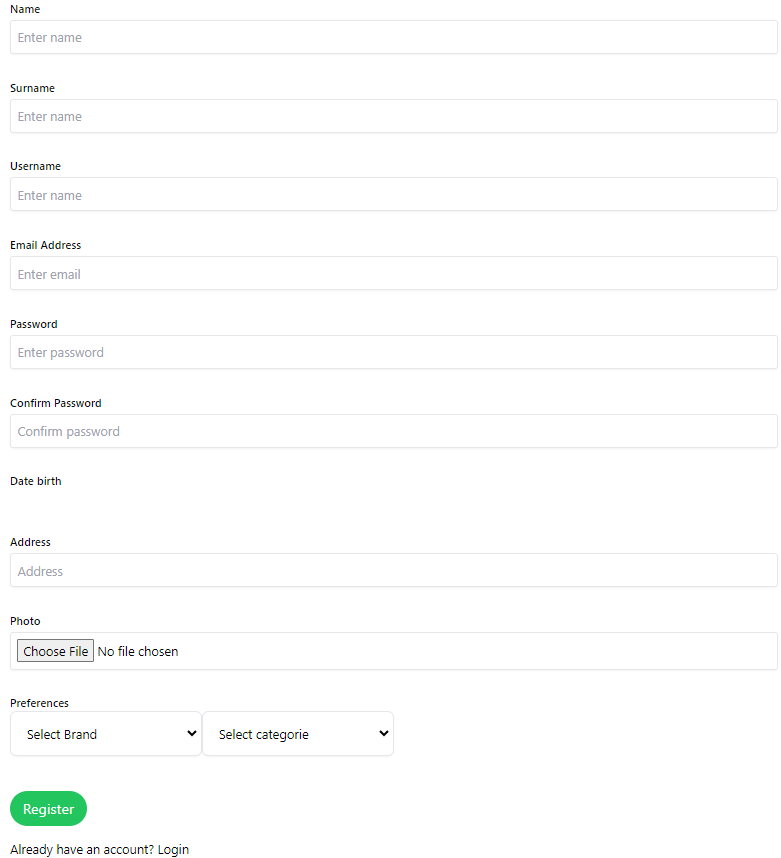 Name
Enter name
Surname
Enter name
Username
Enter name
Email Address
Enter email
Password
Enter password
Confirm Password
Confirm password
Date birth
Address
Address
Photo
Choose File No file chosen
Preferences
Select Brand Select categorie
Register
Already have an account? Login